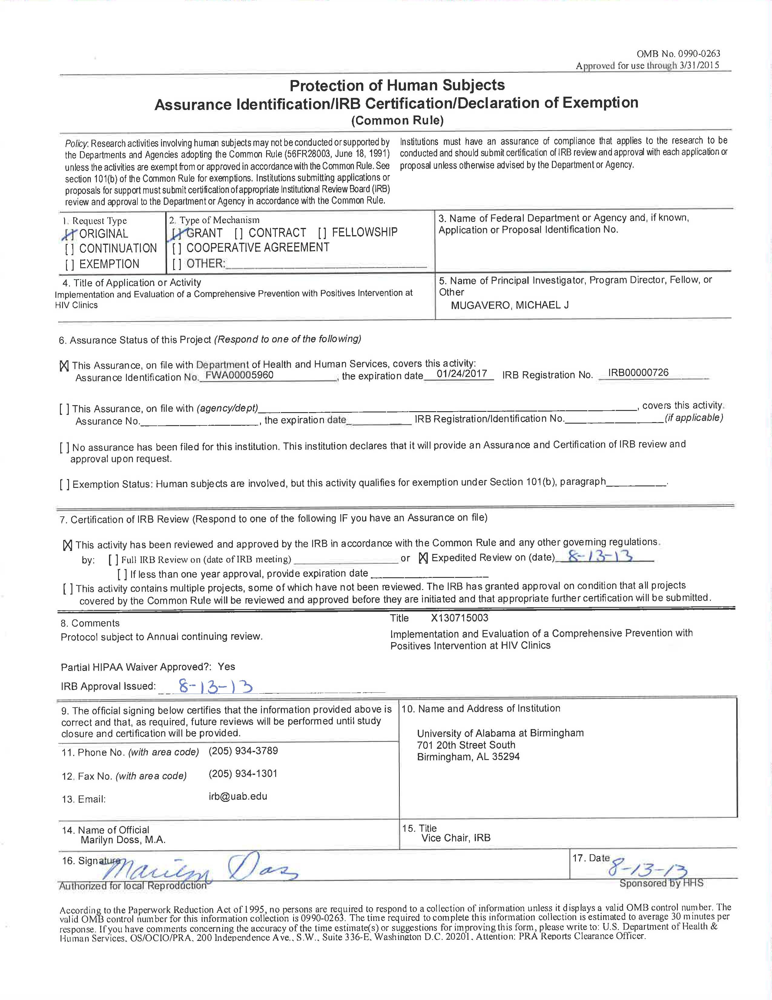 OMB No. 0990-0263
Approved for use through 3/31/2015
Protection of Human Subjects
Assurance Identification/IRB Certification/Declaration of Exemption
(Common Rule)
Policy: Research activities involving human subjects may not be conducted or supported by
the Departments and Agencies adopting the Common Rule (56FR28003, June 18, 1991)
unless the activities are exempt from or approved in accordance with the Common Rule. See
section 101(b) of the Common Rule for exemptions. Institutions submitting applications or
proposals for support must submit certification of appropriate Institutional Review Board (IRB)
review and approval to the Department or Agency in accordance with the Common Rule.
Institutions must have an assurance of compliance that applies to the research to be
conducted and should submit certification of IRB review and approval with each application or
proposal unless otherwise advised by the Department or Agency.
1. Request Type
[X] ORIGINAL
[] CONTINUATION
[] EXEMPTION
2. Type of Mechanism
[X] GRANT [] CONTRACT [] FELLOWSHIP
[] COOPERATIVE AGREEMENT
[] OTHER:
3. Name of Federal Department or Agency and, if known,
Application or Proposal Identification No.
4. Title of Application or Activity
Implementation and Evaluation of a Comprehensive Prevention with Positives Intervention at
HIV Clinics
5. Name of Principal Investigator, Program Director, Fellow, or
Other
MUGAVERO, MICHAEL J
6. Assurance Status of this Project (Respond to one of the following)
[X] This Assurance, on file with Department of Health and Human Services, covers this activity:
Assurance Identification No. FWA00005960, the expiration date 01/24/2017 IRB Registration No. IRB00000726
[ ] This Assurance, on file with (agency/dept), covers this activity.
Assurance No., the expiration date IRB Registration/Identification No. (if applicable)
[ ] No assurance has been filed for this institution. This institution declares that it will provide an Assurance and Certification of IRB review and
approval upon request.
[ ] Exemption Status: Human subjects are involved, but this activity qualifies for exemption under Section 101(b), paragraph.
7. Certification of IRB Review (Respond to one of the following IF you have an Assurance on file)
[X] This activity has been reviewed and approved by the IRB in accordance with the Common Rule and any other governing regulations.
by: [ ] Full IRB Review on (date of IRB meeting) or [X] Expedited Review on (date) 8-13-13
[ ] If less than one year approval, provide expiration date
[ ] This activity contains multiple projects, some of which have not been reviewed. The IRB has granted approval on condition that all projects
covered by the Common Rule will be reviewed and approved before they are initiated and that appropriate further certification will be submitted.
8. Comments
Protocol subject to Annual continuing review.
Title X130715003
Implementation and Evaluation of a Comprehensive Prevention with
Positives Intervention at HIV Clinics
Partial HIPAA Waiver Approved?: Yes
IRB Approval Issued: 8-13-13
9. The official signing below certifies that the information provided above is
correct and that, as required, future reviews will be performed until study
closure and certification will be provided.
10. Name and Address of Institution
University of Alabama at Birmingham
701 20th Street South
Birmingham, AL 35294
11. Phone No. (with area code) (205) 934-3789
12. Fax No. (with area code) (205) 934-1301
13. Email: irb@uab.edu
14. Name of Official
Marilyn Doss, M.A.
15. Title
Vice Chair, IRB
16. Signature Marilyn Doss
17. Date 8-13-13
Authorized for local Reproduction
Sponsored by HHS
According to the Paperwork Reduction Act of 1995, no persons are required to respond to a collection of information unless it displays a valid OMB control number. The
valid OMB control number for this information collection is 0990-0263. The time required to complete this information collection is estimated to average 30 minutes per
response. If you have comments concerning the accuracy of the time estimate(s) or suggestions for improving this form, please write to: U.S. Department of Health &
Human Services, OS/OCIO/PRA, 200 Independence Ave., S.W., Suite 336-E, Washington D.C. 20201, Attention: PRA Reports Clearance Officer.